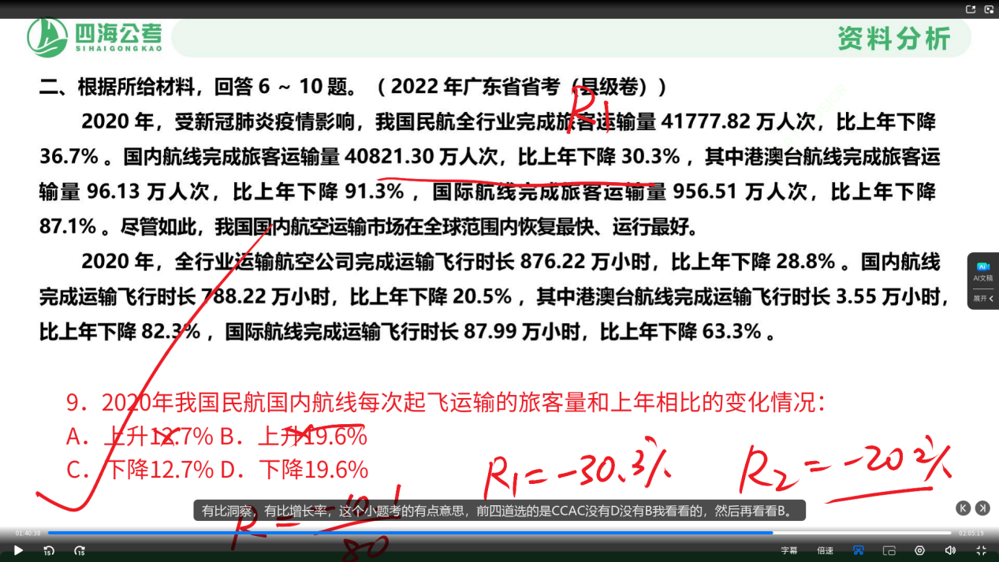 四海公考
SIHAIGONGKAO
资料分析
二、根据所给材料，回答 6 ~ 10 题。（ 2022 年广东省省考（县级卷））
R1
2020 年，受新冠肺炎疫情影响，我国民航全行业完成旅客运输量 41777.82 万人次，比上年下降
36.7% 。国内航线完成旅客运输量 40821.30 万人次，比上年下降 30.3% ，其中港澳台航线完成旅客运
输量 96.13 万人次，比上年下降 91.3% ，国际航线完成旅客运输量 956.51 万人次，比上年下降
87.1% 。尽管如此，我国国内航空运输市场在全球范围内恢复最快、运行最好。
2020 年，全行业运输航空公司完成运输飞行时长 876.22 万小时，比上年下降 28.8% 。国内航线
完成运输飞行时长 788.22 万小时，比上年下降 20.5% ，其中港澳台航线完成运输飞行时长 3.55 万小时，
比上年下降 82.3% ，国际航线完成运输飞行时长 87.99 万小时，比上年下降 63.3% 。
AI
AI文稿
展开
9．2020年我国民航国内航线每次起飞运输的旅客量和上年相比的变化情况：
A．上升12.7% B．上升19.6%
C．下降12.7% D．下降19.6%
R1=-30.3%
R2=-20.2%
有比洞察，有比增长率，这个小题考的有点意思，前四道选的是CCAC没有D没有B我看看的，然后再看看B。
R=-10.1
80
01:40:38
02:05:19
15
15
字幕
倍速